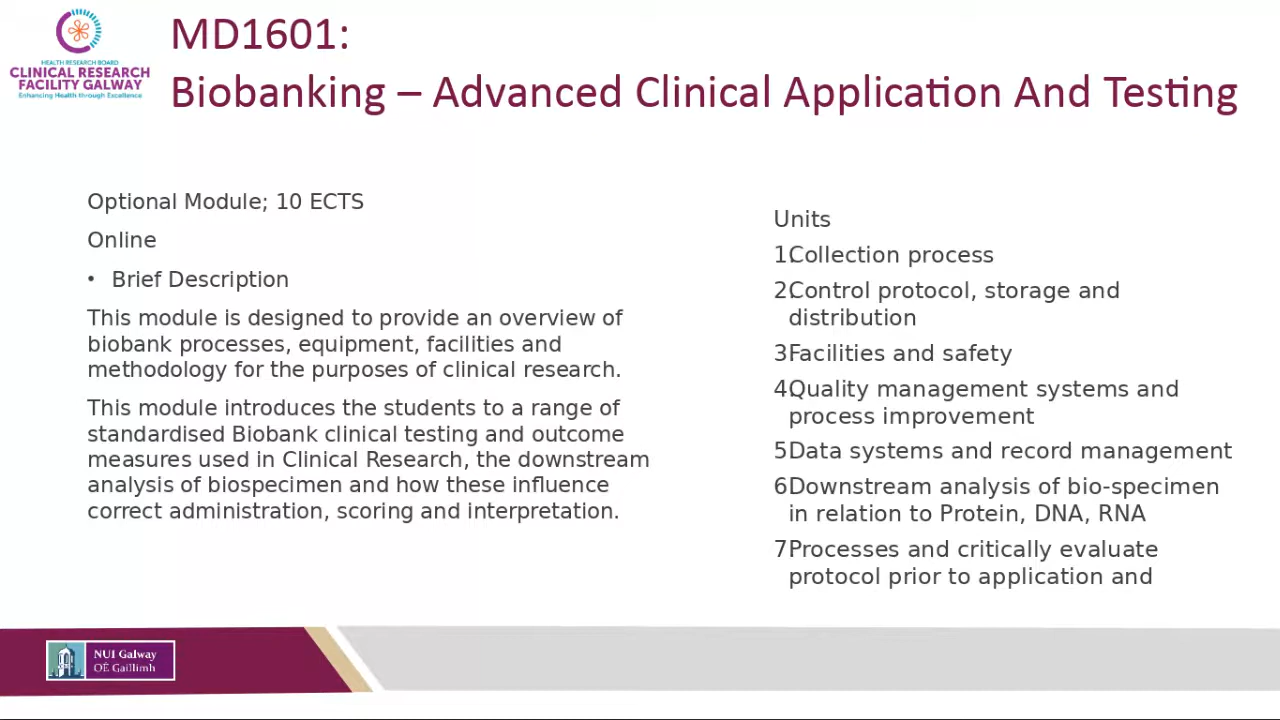 HEALTH RESEARCH BOARD
CLINICAL RESEARCH
FACILITY GALWAY
Enhancing Health through Excellence
MD1601:
Biobanking – Advanced Clinical Application And Testing
Optional Module; 10 ECTS
Online
• Brief Description
This module is designed to provide an overview of
biobank processes, equipment, facilities and
methodology for the purposes of clinical research.
This module introduces the students to a range of
standardised Biobank clinical testing and outcome
measures used in Clinical Research, the downstream
analysis of biospecimen and how these influence
correct administration, scoring and interpretation.
Units
1.Collection process
2.Control protocol, storage and
distribution
3Facilities and safety
4Quality management systems and
process improvement
5Data systems and record management
6Downstream analysis of bio-specimen
in relation to Protein, DNA, RNA
7Processes and critically evaluate
protocol prior to application and
NUI Galway
OÉ Gaillimh